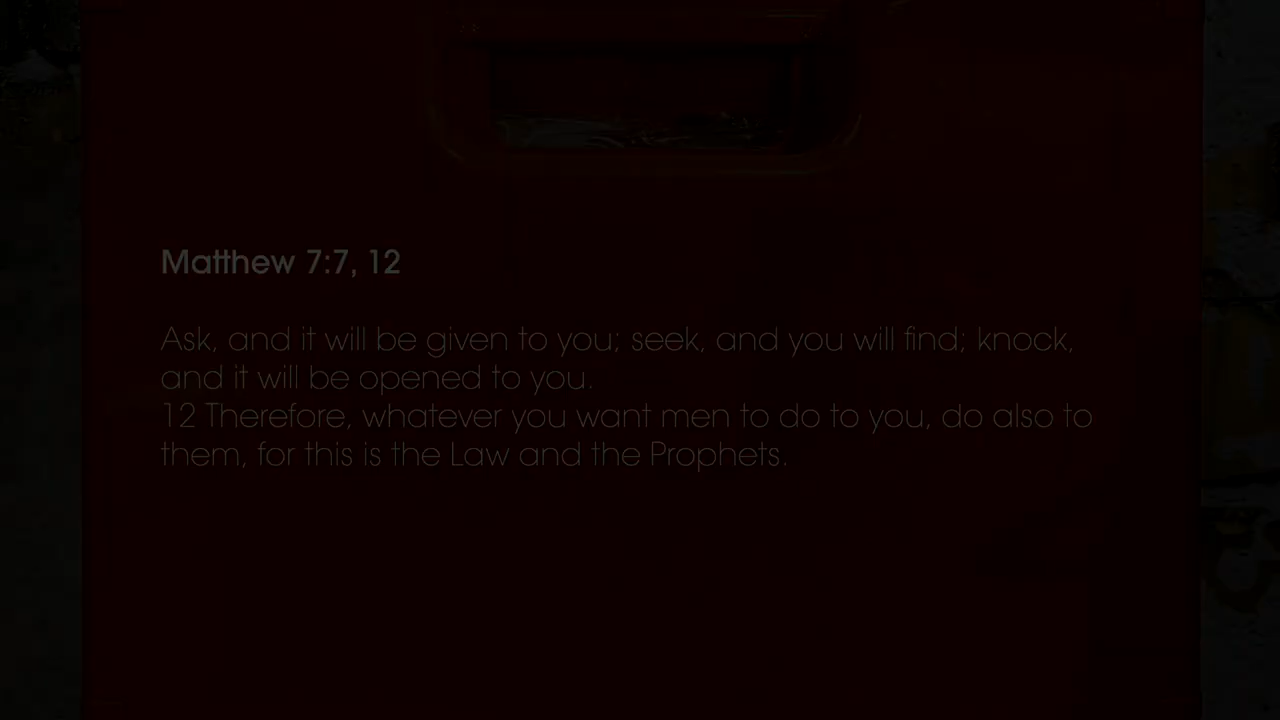 Matthew 7:7, 12
Ask, and it will be given to you; seek, and you will find; knock,
and it will be opened to you.
12 Therefore, whatever you want men to do to you, do also to
them, for this is the Law and the Prophets.